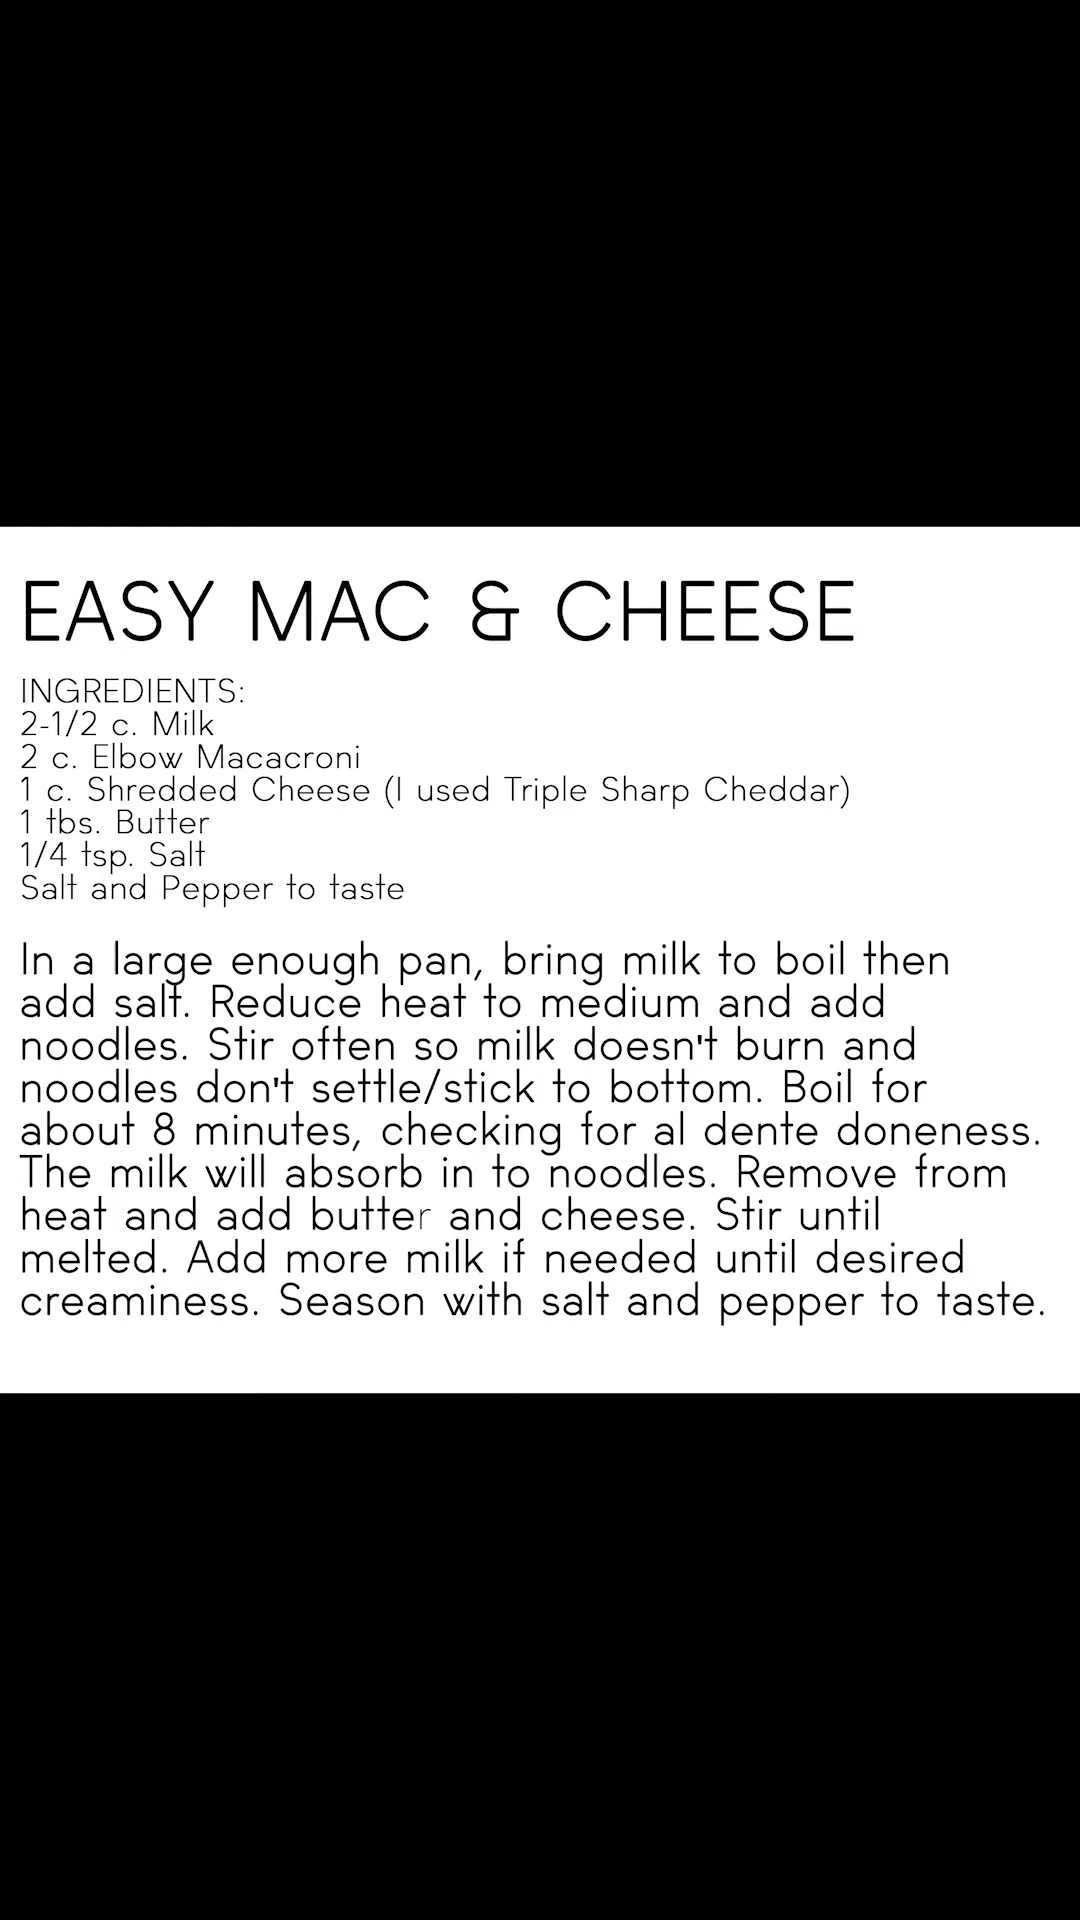 EASY MAC & CHEESE
INGREDIENTS:
2-1/2 c. Milk
2 c. Elbow Macacroni
1 c. Shredded Cheese (I used Triple Sharp Cheddar)
1 tbs. Butter
1/4 tsp. Salt
Salt and Pepper to taste
In a large enough pan, bring milk to boil then
add salt. Reduce heat to medium and add
noodles. Stir often so milk doesn't burn and
noodles don't settle/stick to bottom. Boil for
about 8 minutes, checking for al dente doneness.
The milk will absorb in to noodles. Remove from
heat and add butter and cheese. Stir until
melted. Add more milk if needed until desired
creaminess. Season with salt and pepper to taste.